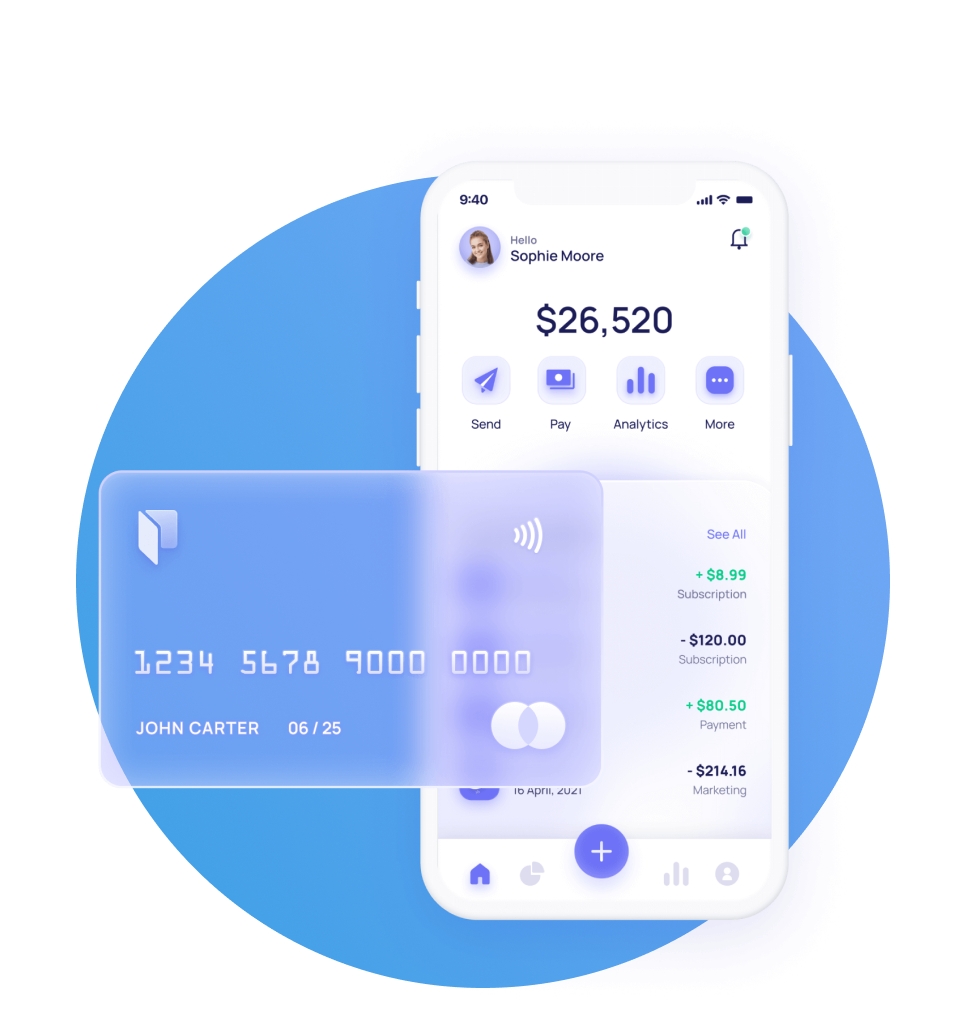 9:40
Hello
Sophie Moore
$26,520
Send Pay Analytics More
See All
+ $8.99
Subscription
- $120.00
Subscription
1234 5678 9000 0000
+ $80.50
Payment
JOHN CARTER 06 / 25
- $214.16
Marketing
16 April, 2021